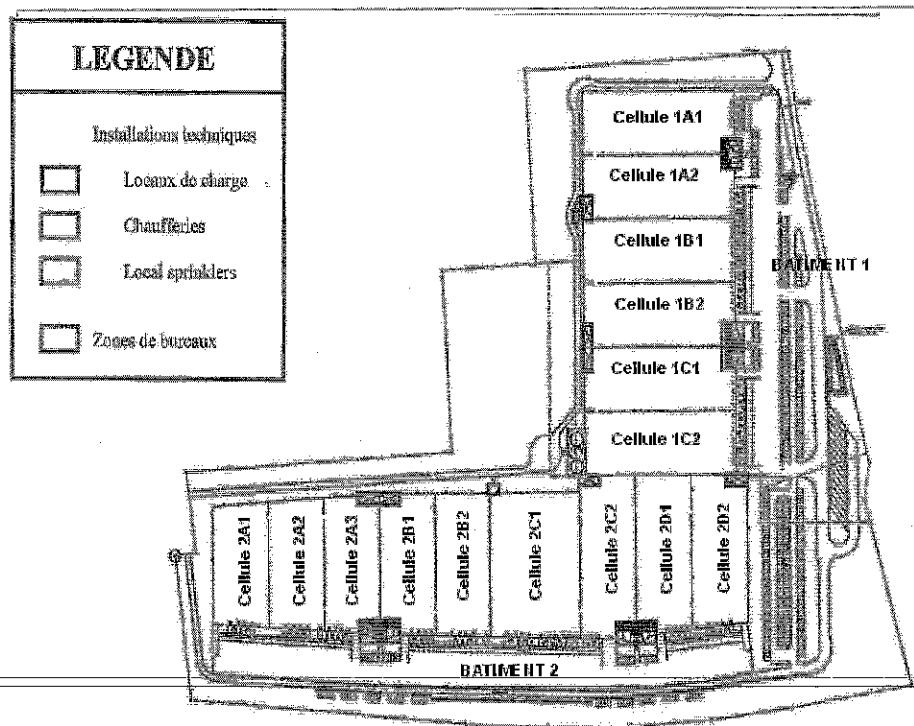 LEGENDE
Installations techniques
Locaux de charge
Chaufferies
Local sprinklers
Zones de bureaux
Cellule 1A1
Cellule 1A2
Cellule 1B1
BATIMENT 1
Cellule 1B2
Cellule 1C1
Cellule 1C2
Cellule 2A1
Cellule 2A2
Cellule 2A3
Cellule 2B1
Cellule 2B2
Cellule 2C1
Cellule 2C2
Cellule 2D1
Cellule 2D2
BATIMENT 2